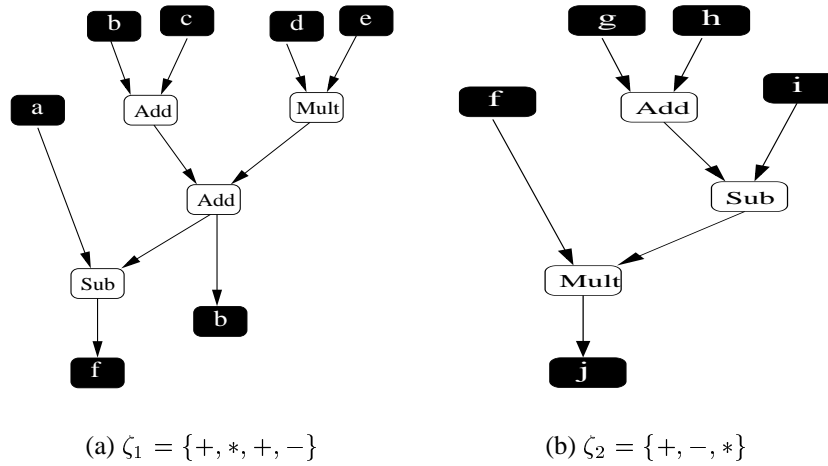 b c d e g h
a Add Mult f Add i
Add Sub
Sub Mult
b
f j
(a) ζ₁ = {+, ∗, +, −} (b) ζ₂ = {+, −, ∗}